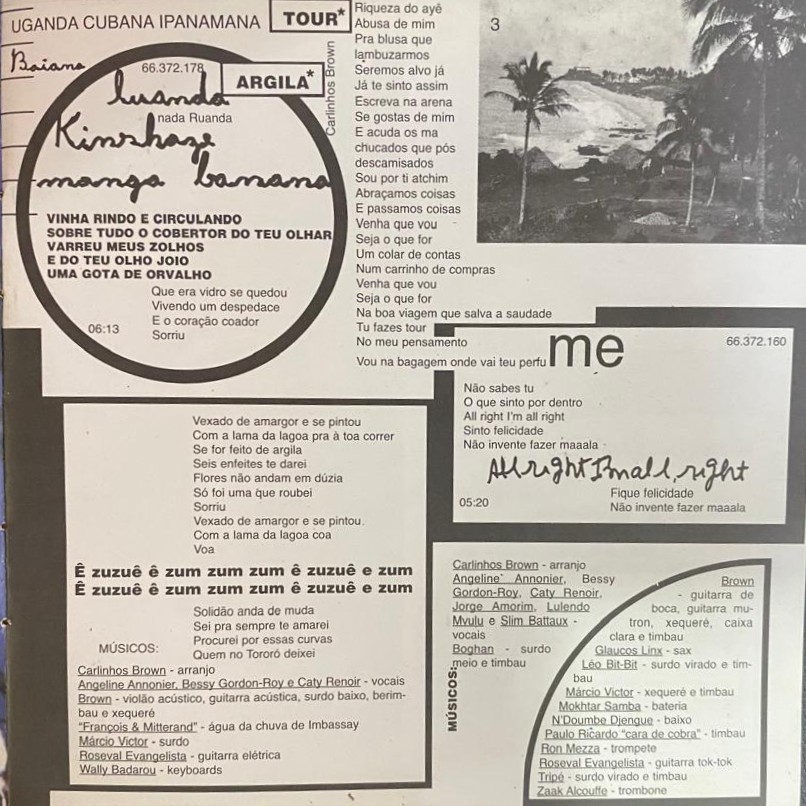 UGANDA CUBANA IPANAMANA
TOUR*
Baiana
66.372.178
ARGILA*
Carlinhos Brown
luanda
nada Ruanda
Kinshaze
manga banana
VINHA RINDO E CIRCULANDO
SOBRE TUDO O COBERTOR DO TEU OLHAR
VARREU MEUS ZOLHOS
E DO TEU OLHO JOIO
UMA GOTA DE ORVALHO
Que era vidro se quedou
Vivendo um despedace
E o coração coador
Sorriu
06:13
Riqueza do ayê
Abusa de mim
Pra blusa que
lambuzarmos
Seremos alvo já
Já te sinto assim
Escreva na arena
Se gostas de mim
E acuda os ma
chucados que pós
descamisados
Sou por ti atchim
Abraçamos coisas
E passamos coisas
Venha que vou
Seja o que for
Um colar de contas
Num carrinho de compras
Venha que vou
Seja o que for
Na boa viagem que salva a saudade
Tu fazes tour
No meu pensamento
Vou na bagagem onde vai teu perfu
me
3
66.372.160
Não sabes tu
O que sinto por dentro
All right I'm all right
Sinto felicidade
Não invente fazer maaala
All right I'm all right
05:20
Fique felicidade
Não invente fazer maaala
Vexado de amargor e se pintou
Com a lama da lagoa pra à toa correr
Se for feito de argila
Seis enfeites te darei
Flores não andam em dúzia
Só foi uma que roubei
Sorriu
Vexado de amargor e se pintou
Com a lama da lagoa coa
Voa
Ê zuzuê ê zum zum zum ê zuzuê e zum
Ê zuzuê ê zum zum zum ê zuzuê e zum
Solidão anda de muda
Sei pra sempre te amarei
Procurei por essas curvas
Quem no Tororó deixei
MÚSICOS:
Carlinhos Brown - arranjo
Angeline Annonier, Bessy Gordon-Roy e Caty Renoir - vocais
Brown - violão acústico, guitarra acústica, surdo baixo, berim-
bau e xequeré
“François & Mitterand” - água da chuva de Imbassay
Márcio Victor - surdo
Roseval Evangelista - guitarra elétrica
Wally Badarou - keyboards
MÚSICOS:
Carlinhos Brown - arranjo
Angeline Annonier, Bessy
Gordon-Roy, Caty Renoir,
Jorge Amorim, Lulendo
Mvulu e Slim Battaux -
vocais
Boghan - surdo
meio e timbau
Brown
- guitarra de
boca, guitarra mu-
tron, xequeré, caixa
clara e timbau
Glaucos Linx - sax
Léo Bit-Bit - surdo virado e tim-
bau
Márcio Victor - xequeré e timbau
Mokhtar Samba - bateria
N'Doumbe Djengue - baixo
Paulo Ricardo “cara de cobra” - timbau
Ron Mezza - trompete
Roseval Evangelista - guitarra tok-tok
Tripé - surdo virado e timbau
Zaak Alcouffe - trombone